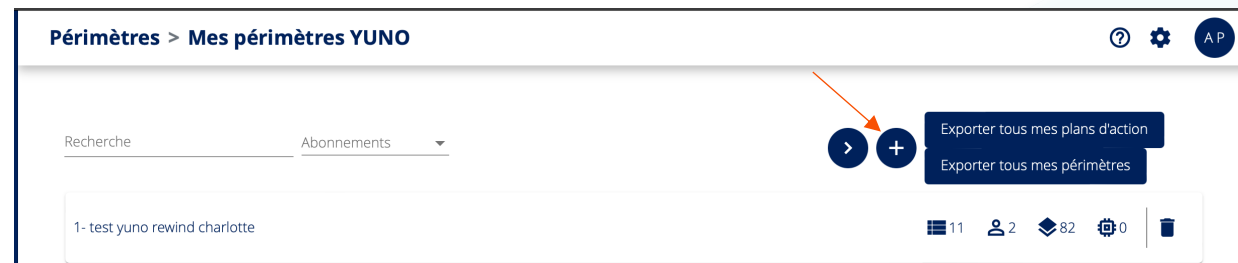 Périmètres > Mes périmètres YUNO
A P
Recherche
Abonnements
Exporter tous mes plans d'action
Exporter tous mes périmètres
1- test yuno rewind charlotte
11 2 82 0